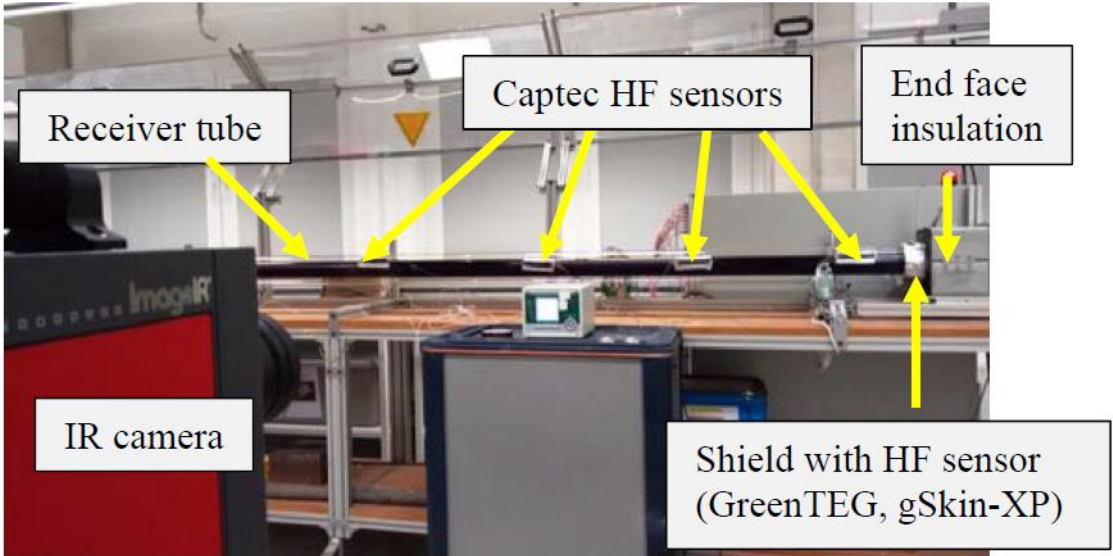 Receiver tube
Captec HF sensors
End face
insulation
ImageIR
IR camera
Shield with HF sensor
(GreenTEG, gSkin-XP)